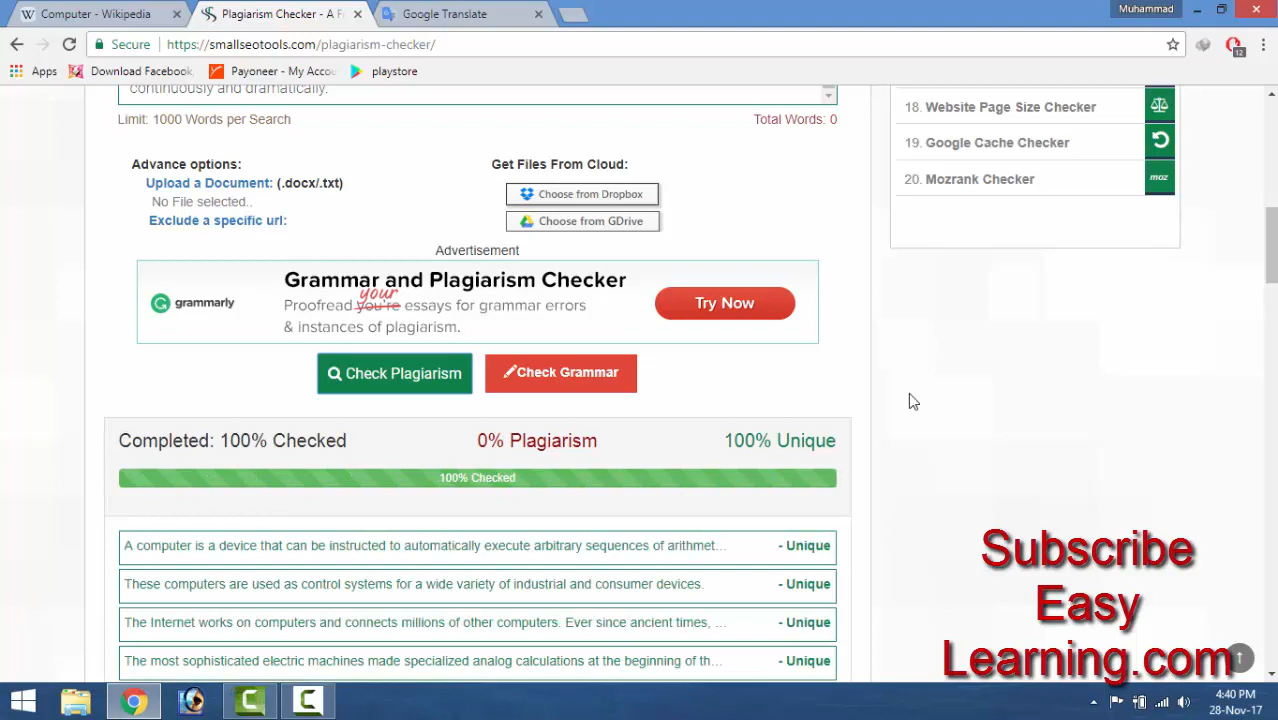 Computer - Wikipedia
Plagiarism Checker - A F
Google Translate
Muhammad
Secure
https://smallseotools.com/plagiarism-checker/
12
Apps
Download Facebook
Payoneer - My Accou
playstore
continuously and dramatically.
Limit: 1000 Words per Search
Total Words: 0
Advance options:
Upload a Document: (.docx/.txt)
No File selected..
Exclude a specific url:
Get Files From Cloud:
Choose from Dropbox
Choose from GDrive
Advertisement
grammarly
Grammar and Plagiarism Checker
your
Proofread you're essays for grammar errors
& instances of plagiarism.
Try Now
Check Plagiarism
Check Grammar
Completed: 100% Checked
0% Plagiarism
100% Unique
100% Checked
A computer is a device that can be instructed to automatically execute arbitrary sequences of arithmet... - Unique
These computers are used as control systems for a wide variety of industrial and consumer devices. - Unique
The Internet works on computers and connects millions of other computers. Ever since ancient times, ... - Unique
The most sophisticated electric machines made specialized analog calculations at the beginning of th... - Unique
18. Website Page Size Checker
19. Google Cache Checker
20. Mozrank Checker
moz
Subscribe
Easy
Learning.com
4:40 PM
28-Nov-17